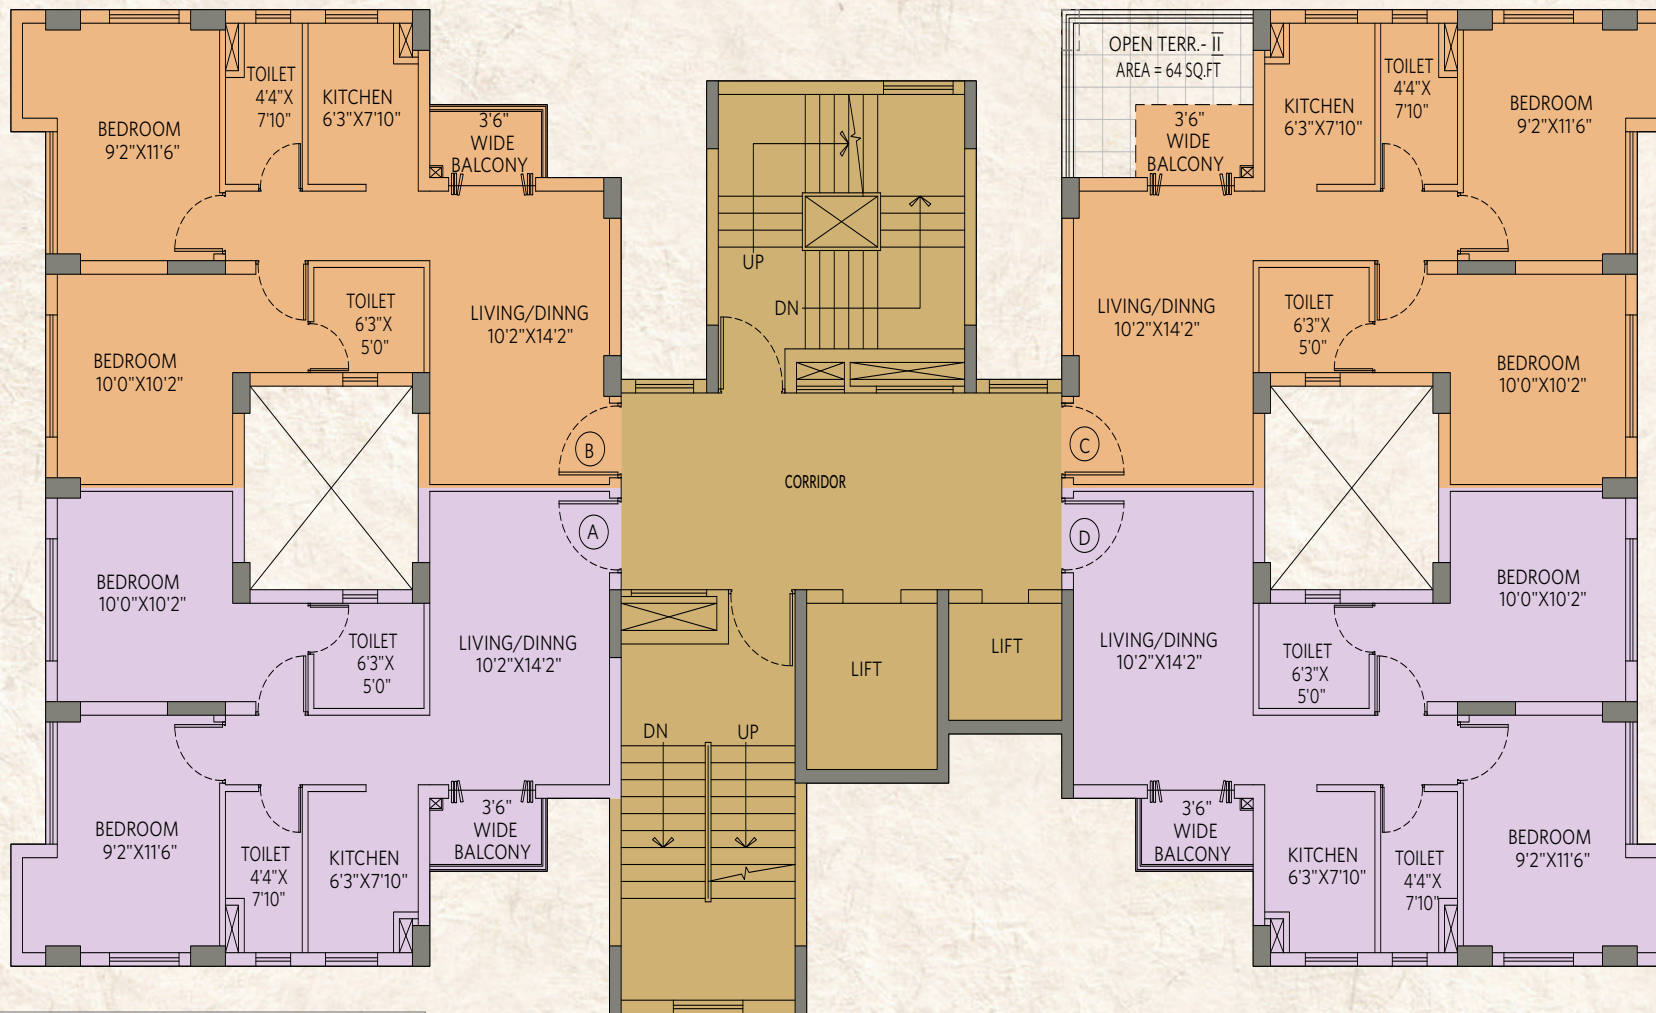 TOILET
4'4"X
7'10"
KITCHEN
6'3"X7'10"
BEDROOM
9'2"X11'6"
3'6"
WIDE
BALCONY
OPEN TERR.- II
AREA = 64 SQ.FT
3'6"
WIDE
BALCONY
KITCHEN
6'3"X7'10"
TOILET
4'4"X
7'10"
BEDROOM
9'2"X11'6"
UP
DN
BEDROOM
10'0"X10'2"
TOILET
6'3"X
5'0"
LIVING/DINNG
10'2"X14'2"
LIVING/DINNG
10'2"X14'2"
TOILET
6'3"X
5'0"
BEDROOM
10'0"X10'2"
B
C
CORRIDOR
A
D
BEDROOM
10'0"X10'2"
TOILET
6'3"X
5'0"
LIVING/DINNG
10'2"X14'2"
LIFT
LIFT
LIVING/DINNG
10'2"X14'2"
TOILET
6'3"X
5'0"
BEDROOM
10'0"X10'2"
DN
UP
BEDROOM
9'2"X11'6"
TOILET
4'4"X
7'10"
KITCHEN
6'3"X7'10"
3'6"
WIDE
BALCONY
3'6"
WIDE
BALCONY
KITCHEN
6'3"X7'10"
TOILET
4'4"X
7'10"
BEDROOM
9'2"X11'6"